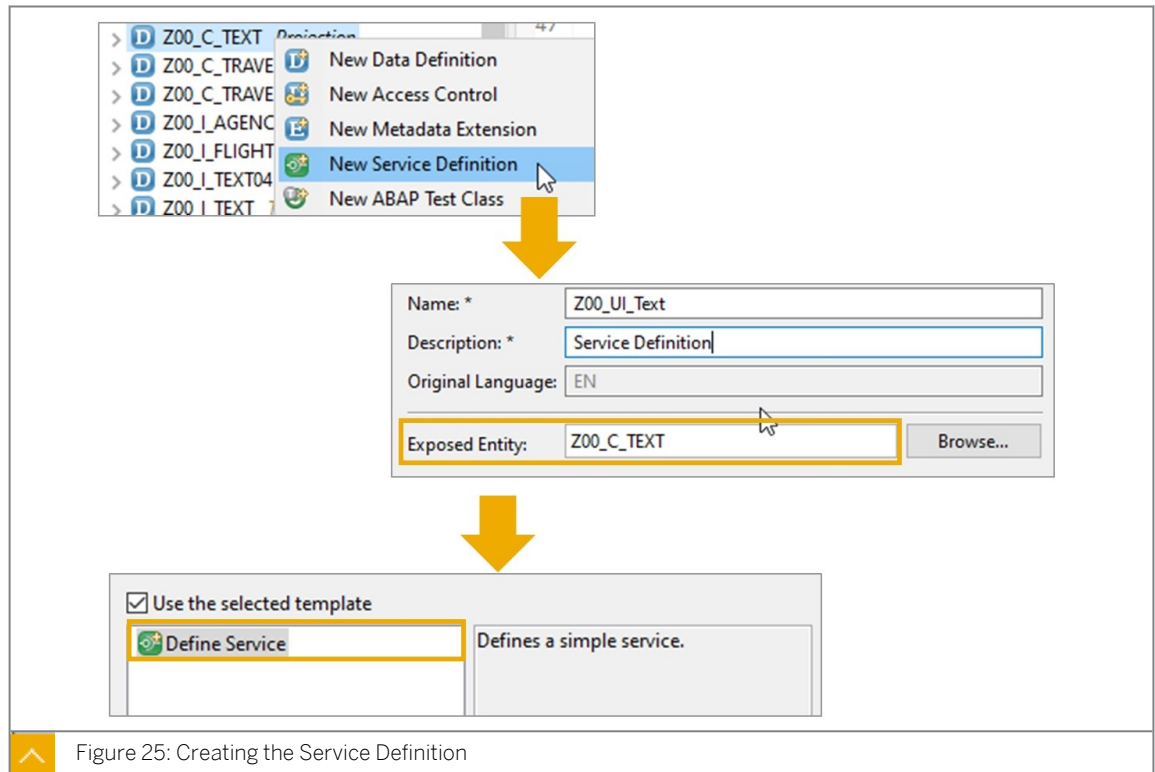 47
Z00_C_TEXT Projection
Z00_C_TRAVE
Z00_C_TRAVE
Z00_I_AGENC
Z00_I_FLIGHT
Z00_I_TEXT04
Z00_I_TEXT
New Data Definition
New Access Control
New Metadata Extension
New Service Definition
New ABAP Test Class
Name: * Z00_UI_Text
Description: * Service Definition
Original Language: EN
Exposed Entity: Z00_C_TEXT Browse...
Use the selected template
Define Service
Defines a simple service.
Figure 25: Creating the Service Definition